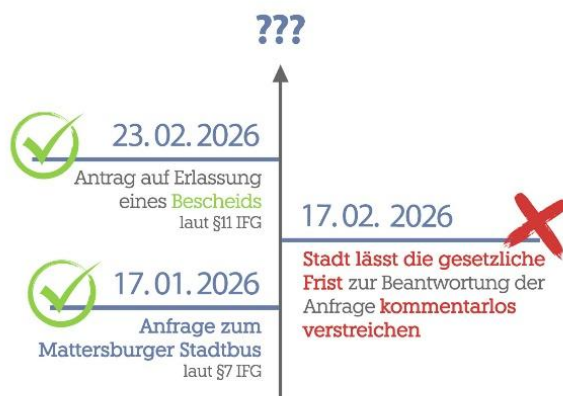 ???
23.02.2026
Antrag auf Erlassung
eines Bescheids
laut §11 IFG
17.02.2026
Stadt lässt die gesetzliche
Frist zur Beantwortung der
Anfrage kommentarlos
verstreichen
17.01.2026
Anfrage zum
Mattersburger Stadtbus
laut §7 IFG